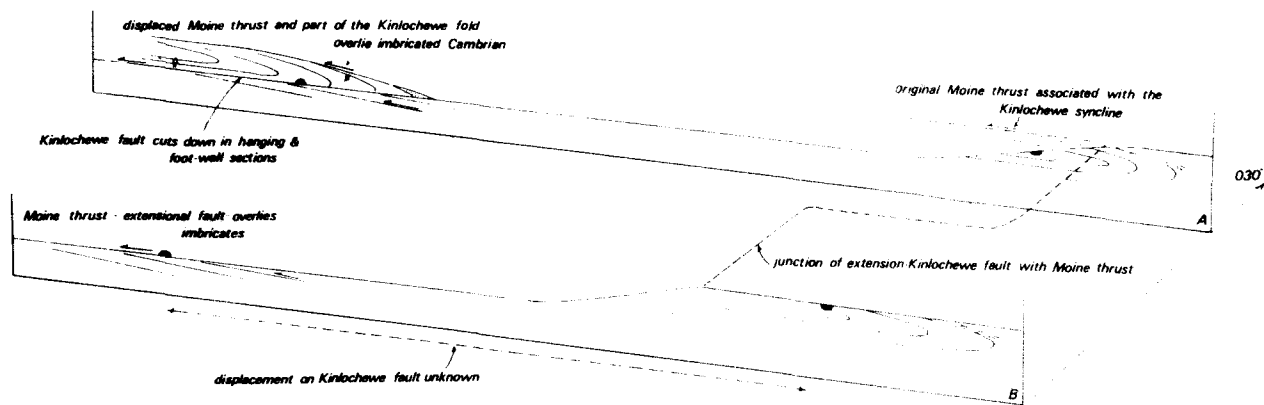 displaced Moine thrust and part of the Kinlochewe fold
overlie imbricated Cambrian
original Moine thrust associated with the
Kinlochewe syncline
Kinlochewe fault cuts down in hanging &
foot-wall sections
030°
A
Moine thrust - extensional fault overlies
imbricates
junction of extension-Kinlochewe fault with Moine thrust
displacement on Kinlochewe fault unknown
B